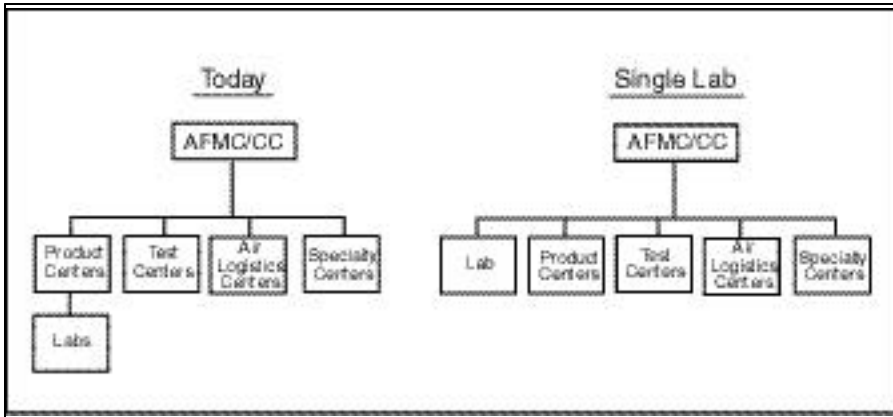 Today
Single Lab
AFMC/CC
AFMC/CC
Product
Centers
Test
Centers
Air
Logistics
Centers
Specialty
Centers
Labs
Lab
Product
Centers
Test
Centers
Air
Logistics
Centers
Specialty
Centers